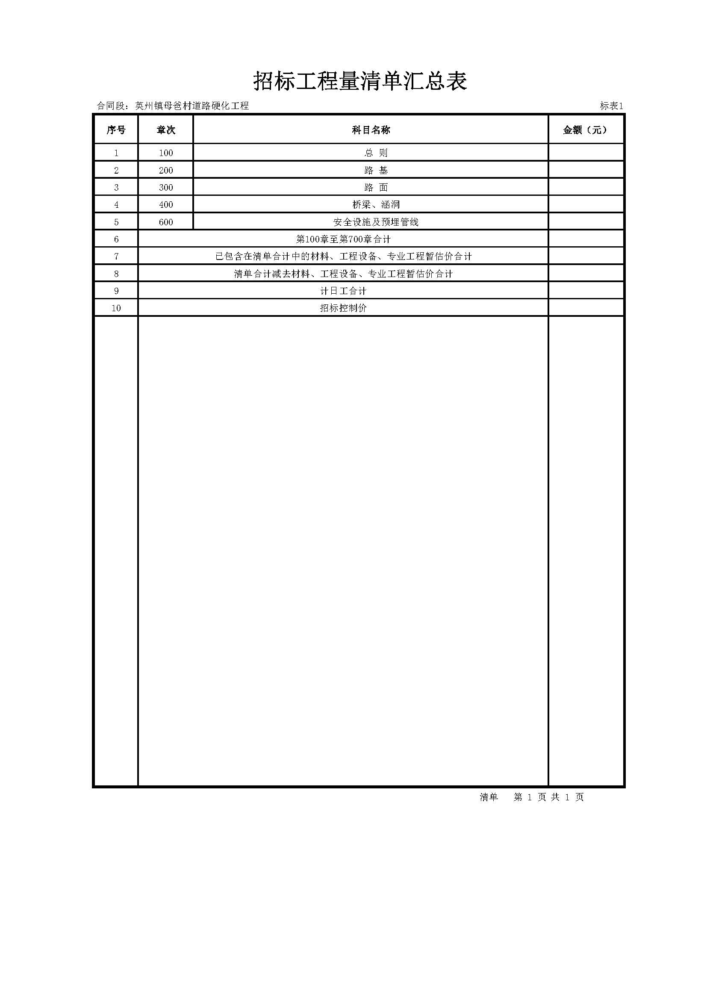 招标工程量清单汇总表
合同段：英州镇母爸村道路硬化工程 标表1
序号 章次 科目名称 金额（元）
1 100 总 则
2 200 路 基
3 300 路 面
4 400 桥梁、涵洞
5 600 安全设施及预埋管线
6 第100章至第700章合计
7 已包含在清单合计中的材料、工程设备、专业工程暂估价合计
8 清单合计减去材料、工程设备、专业工程暂估价合计
9 计日工合计
10 招标控制价
清单 第 1 页 共 1 页